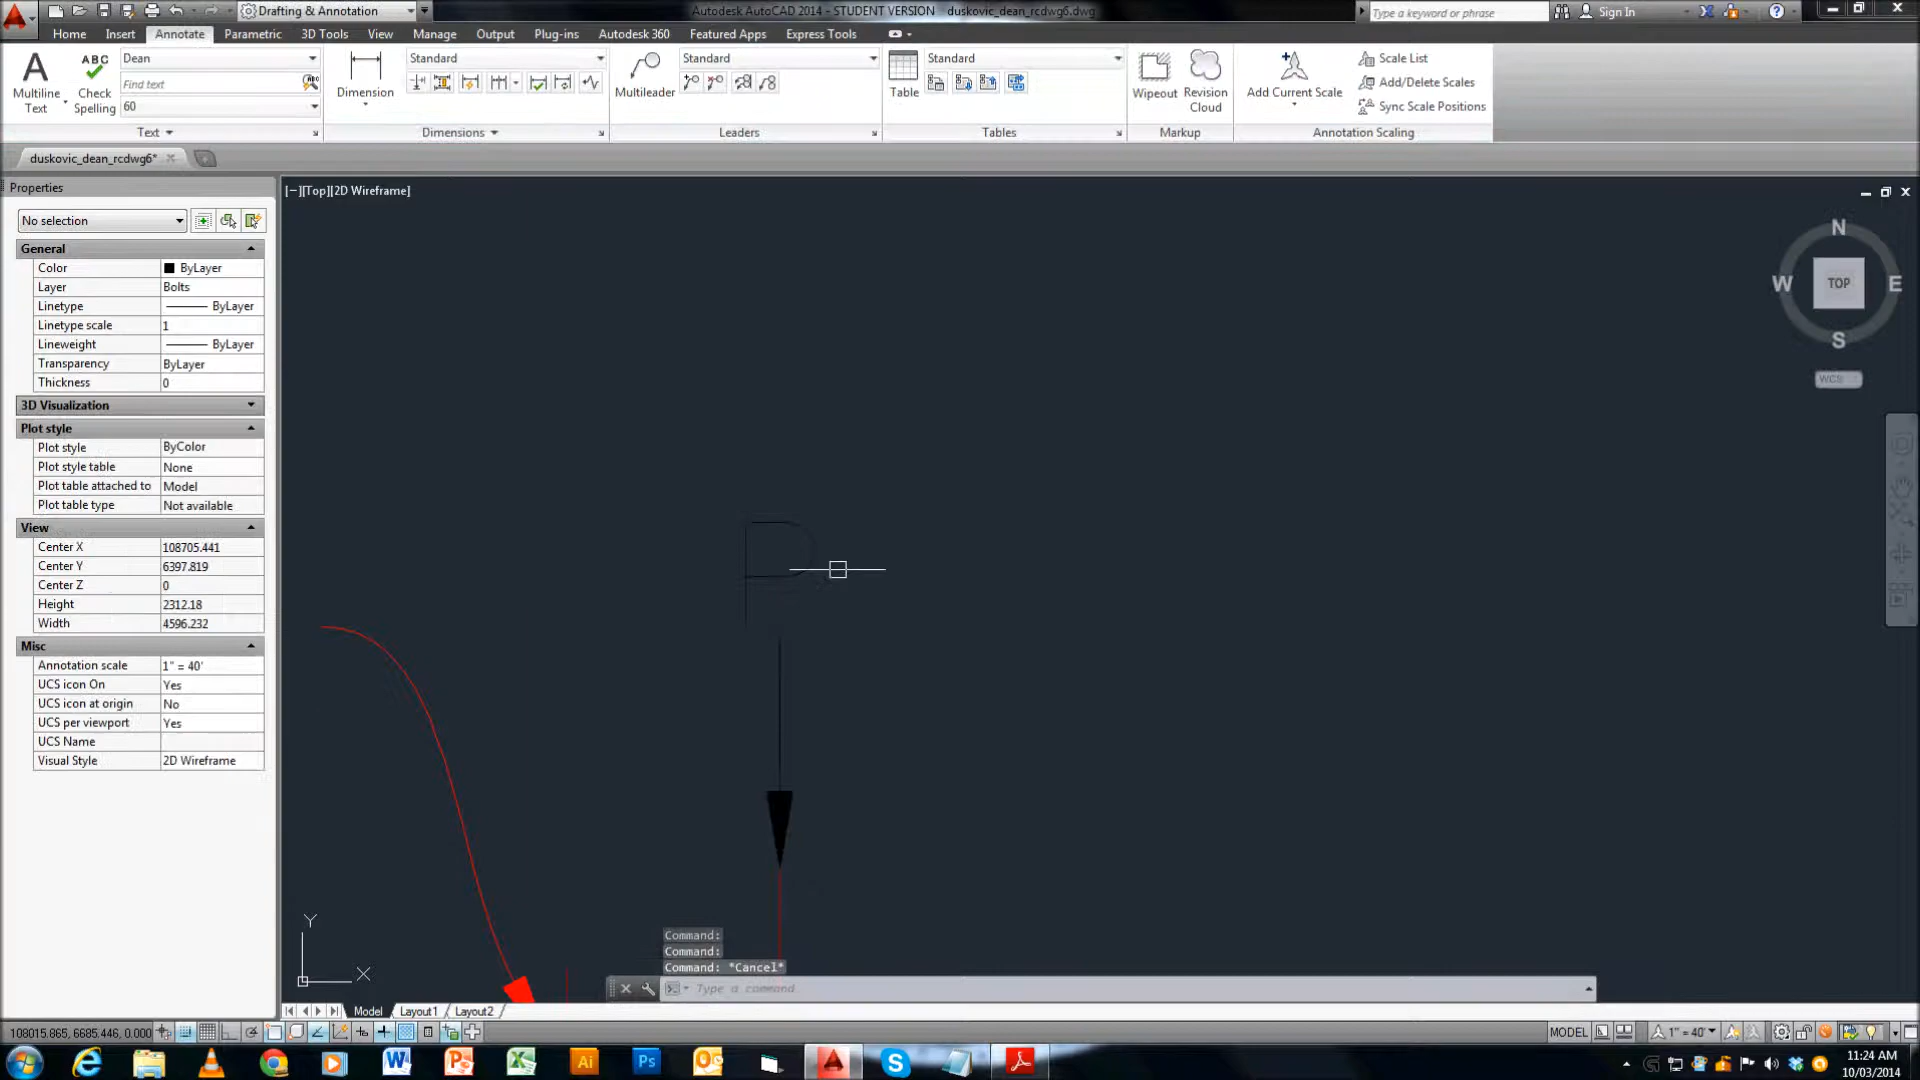 Drafting & Annotation
Autodesk AutoCAD 2014 - STUDENT VERSION duskovic_dean_rcdwg6.dwg
Type a keyword or phrase
Sign In
Home Insert Annotate Parametric 3D Tools View Manage Output Plug-ins Autodesk 360 Featured Apps Express Tools
A Multiline Text
ABC Check Spelling
Dean
Find text
60
Text
Dimension
Standard
Dimensions
Multileader
Standard
Leaders
Table
Standard
Tables
Wipeout
Revision Cloud
Markup
Add Current Scale
Scale List
Add/Delete Scales
Sync Scale Positions
Annotation Scaling
duskovic_dean_rcdwg6*
Properties
[−][Top][2D Wireframe]
No selection
General
Color ByLayer
Layer Bolts
Linetype ByLayer
Linetype scale 1
Lineweight ByLayer
Transparency ByLayer
Thickness 0
3D Visualization
Plot style
Plot style ByColor
Plot style table None
Plot table attached to Model
Plot table type Not available
View
Center X 108705.441
Center Y 6397.819
Center Z 0
Height 2312.18
Width 4596.232
Misc
Annotation scale 1" = 40'
UCS icon On Yes
UCS icon at origin No
UCS per viewport Yes
UCS Name
Visual Style 2D Wireframe
N
W TOP E
S
WCS
P
Y
X
Command:
Command:
Command: *Cancel*
Type a command
Model Layout1 Layout2
108015.865, 6685.446, 0.000
MODEL
1" = 40'
11:24 AM
10/03/2014